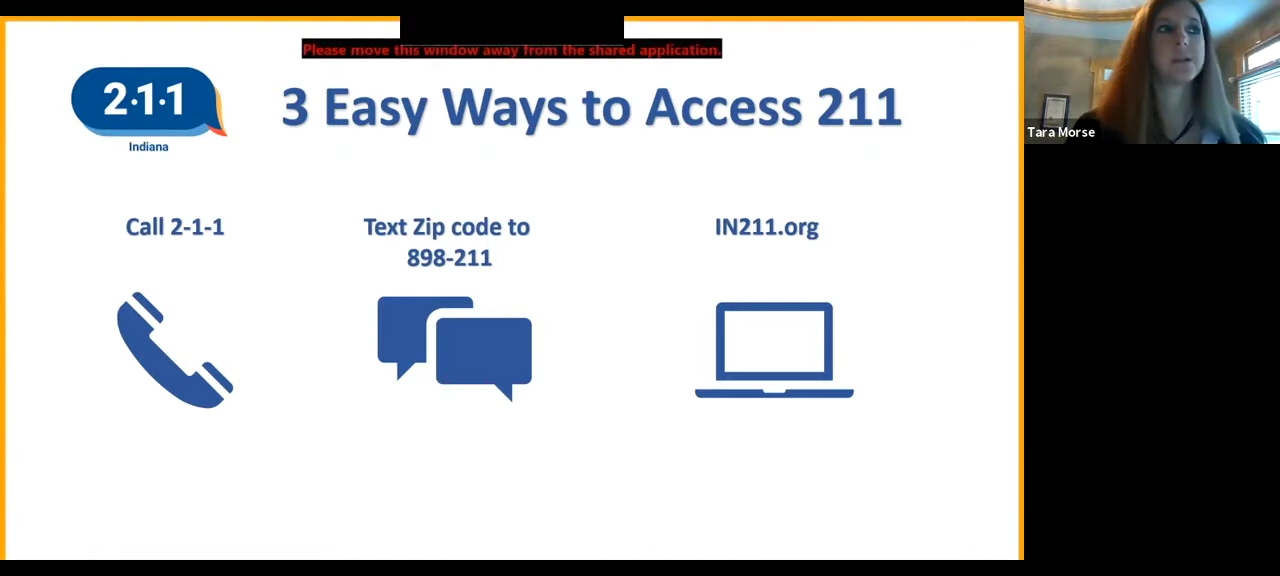 Please move this window away from the shared application.
2·1·1
Indiana
3 Easy Ways to Access 211
Call 2-1-1
Text Zip code to
898-211
IN211.org
Tara Morse